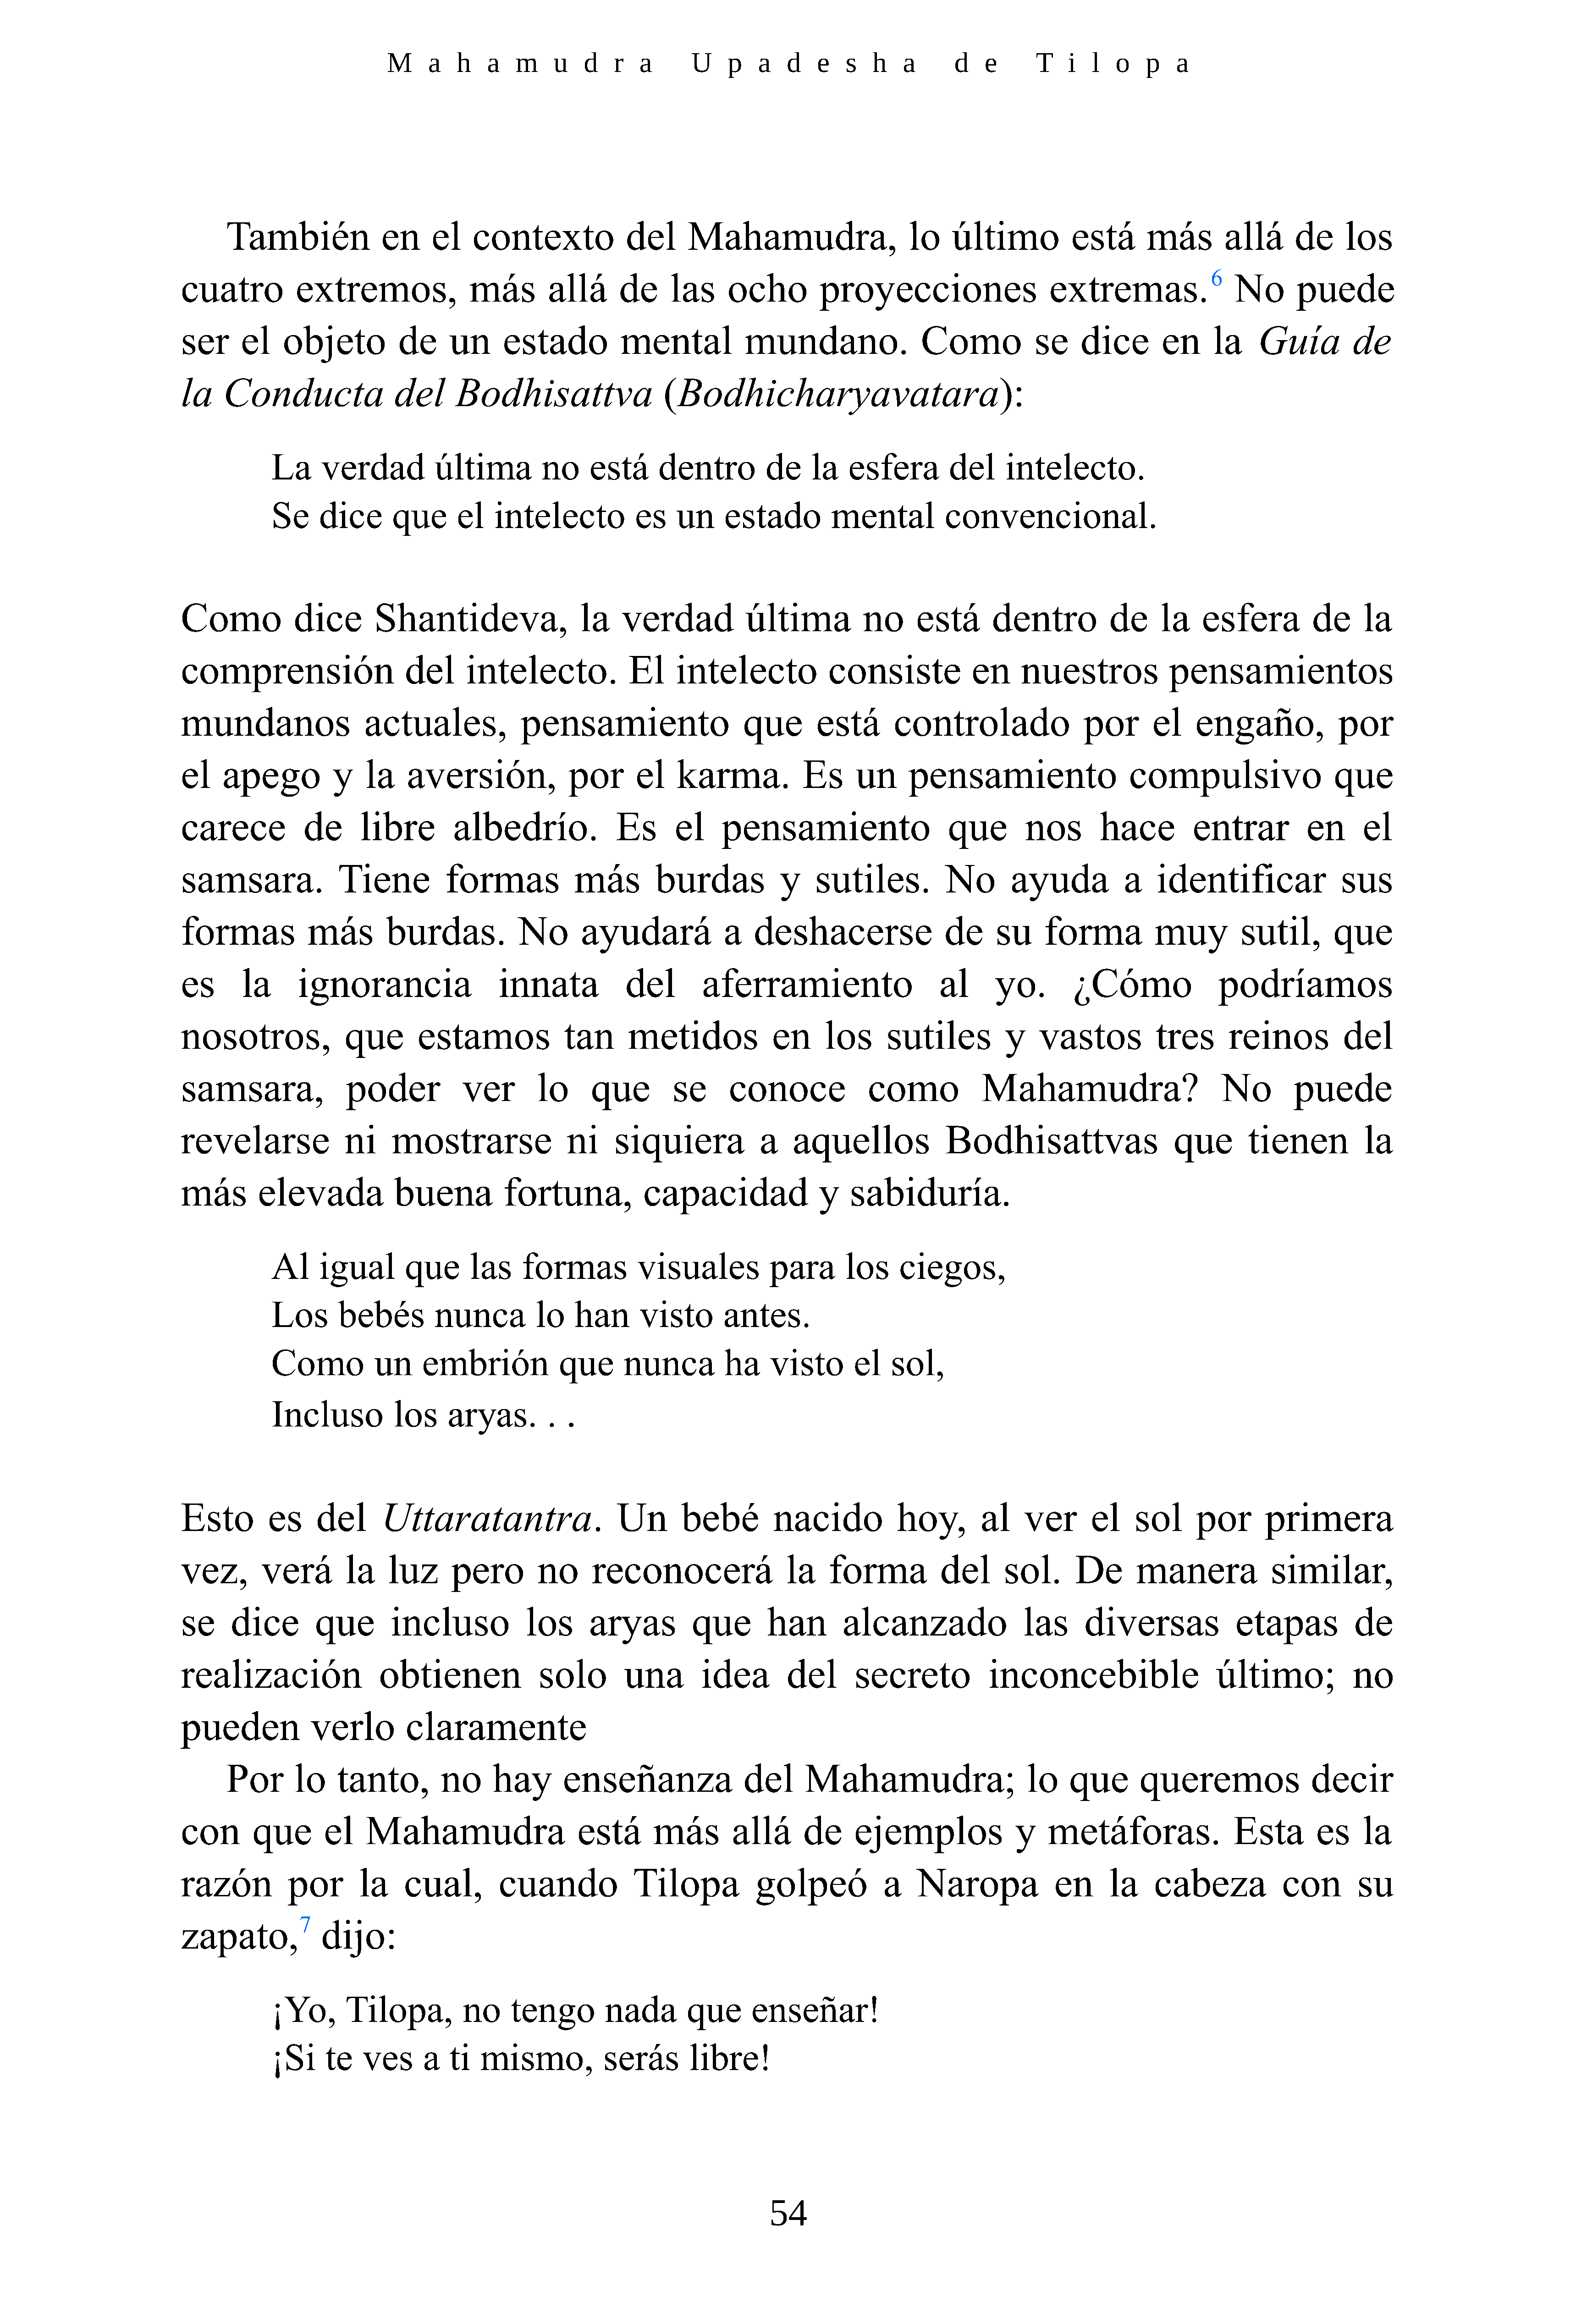 Mahamudra Upadesha de Tilopa
También en el contexto del Mahamudra, lo último está más allá de los
cuatro extremos, más allá de las ocho proyecciones extremas.6 No puede
ser el objeto de un estado mental mundano. Como se dice en la Guía de
la Conducta del Bodhisattva (Bodhicharyavatara):
La verdad última no está dentro de la esfera del intelecto.
Se dice que el intelecto es un estado mental convencional.
Como dice Shantideva, la verdad última no está dentro de la esfera de la
comprensión del intelecto. El intelecto consiste en nuestros pensamientos
mundanos actuales, pensamiento que está controlado por el engaño, por
el apego y la aversión, por el karma. Es un pensamiento compulsivo que
carece de libre albedrío. Es el pensamiento que nos hace entrar en el
samsara. Tiene formas más burdas y sutiles. No ayuda a identificar sus
formas más burdas. No ayudará a deshacerse de su forma muy sutil, que
es la ignorancia innata del aferramiento al yo. ¿Cómo podríamos
nosotros, que estamos tan metidos en los sutiles y vastos tres reinos del
samsara, poder ver lo que se conoce como Mahamudra? No puede
revelarse ni mostrarse ni siquiera a aquellos Bodhisattvas que tienen la
más elevada buena fortuna, capacidad y sabiduría.
Al igual que las formas visuales para los ciegos,
Los bebés nunca lo han visto antes.
Como un embrión que nunca ha visto el sol,
Incluso los aryas. . .
Esto es del Uttaratantra. Un bebé nacido hoy, al ver el sol por primera
vez, verá la luz pero no reconocerá la forma del sol. De manera similar,
se dice que incluso los aryas que han alcanzado las diversas etapas de
realización obtienen solo una idea del secreto inconcebible último; no
pueden verlo claramente
Por lo tanto, no hay enseñanza del Mahamudra; lo que queremos decir
con que el Mahamudra está más allá de ejemplos y metáforas. Esta es la
razón por la cual, cuando Tilopa golpeó a Naropa en la cabeza con su
zapato,7 dijo:
¡Yo, Tilopa, no tengo nada que enseñar!
¡Si te ves a ti mismo, serás libre!
54